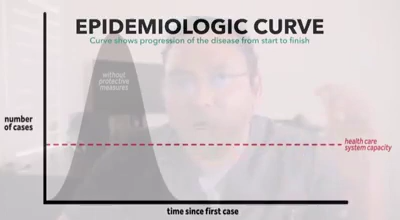 EPIDEMIOLOGIC CURVE
Curve shows progression of the disease from start to finish
without
protective
measures
number
of cases
health care
system capacity
time since first case